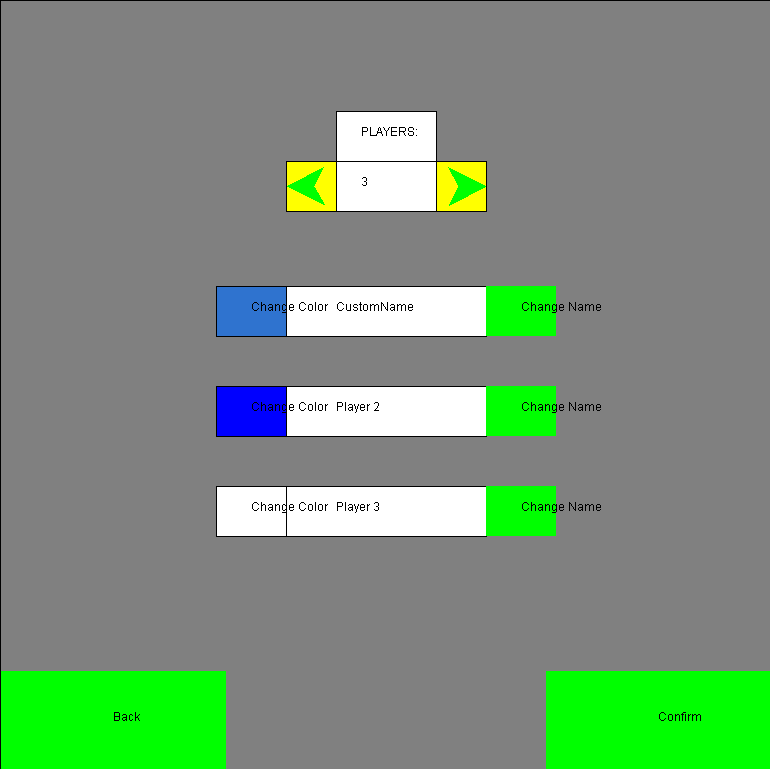 PLAYERS:
3
Change Color CustomName Change Name
Change Color Player 2 Change Name
Change Color Player 3 Change Name
Back Confirm